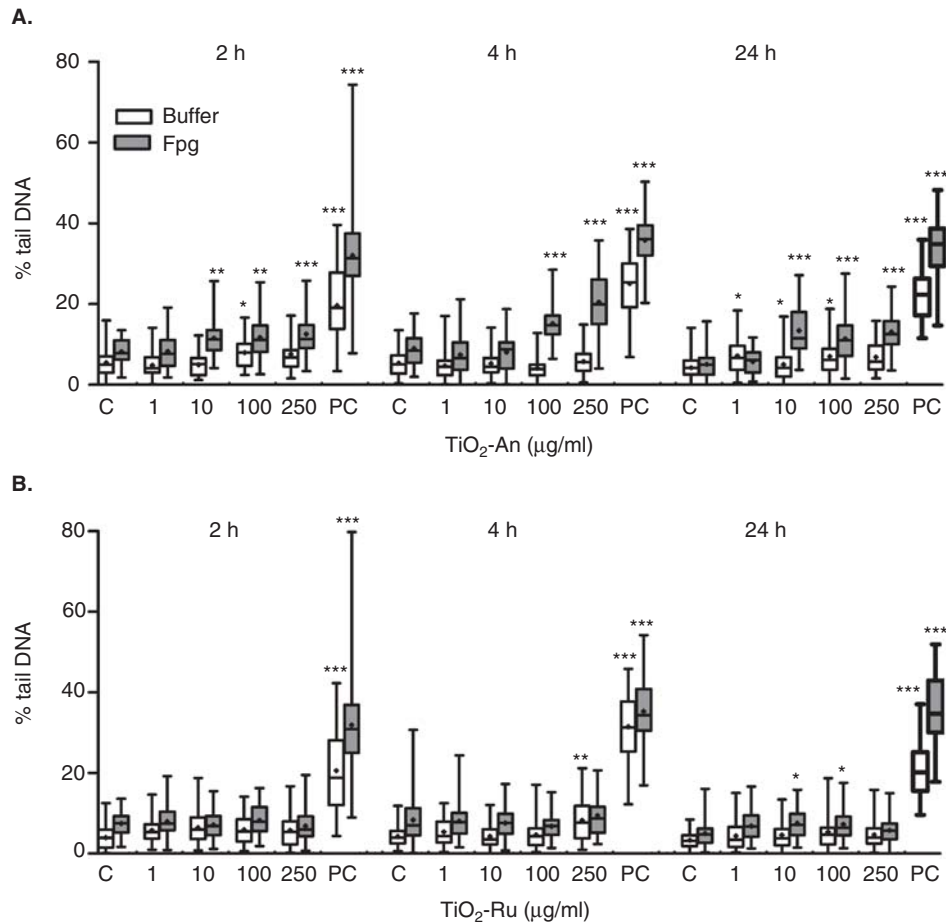 A.
2 h 4 h 24 h
80
60
40
20
0
% tail DNA
Buffer
Fpg
*** *** ** ** * *** *** *** *** *** * * *** * *** *** *** ***
C 1 10 100 250 PC C 1 10 100 250 PC C 1 10 100 250 PC
TiO₂-An (µg/ml)
B.
2 h 4 h 24 h
80
60
40
20
0
% tail DNA
*** *** ** *** *** * * *** ***
C 1 10 100 250 PC C 1 10 100 250 PC C 1 10 100 250 PC
TiO₂-Ru (µg/ml)